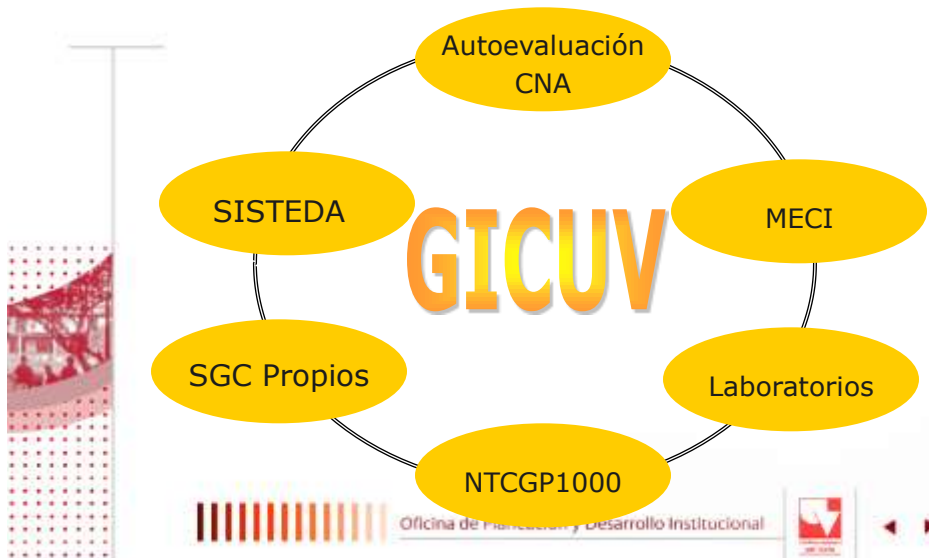 Autoevaluación
CNA
SISTEDA
GICUV
MECI
SGC Propios
Laboratorios
NTCGP1000
Oficina de Planeación y Desarrollo Institucional